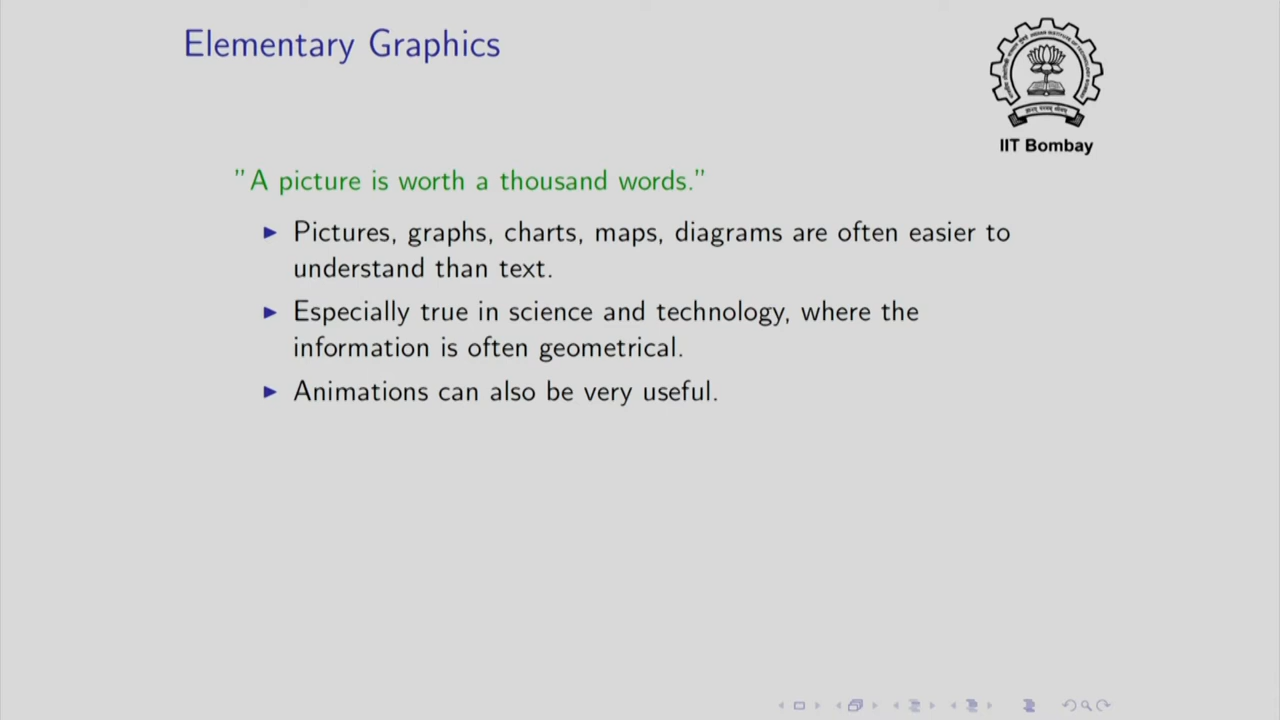 Elementary Graphics
IIT Bombay
"A picture is worth a thousand words."
Pictures, graphs, charts, maps, diagrams are often easier to
understand than text.
Especially true in science and technology, where the
information is often geometrical.
Animations can also be very useful.